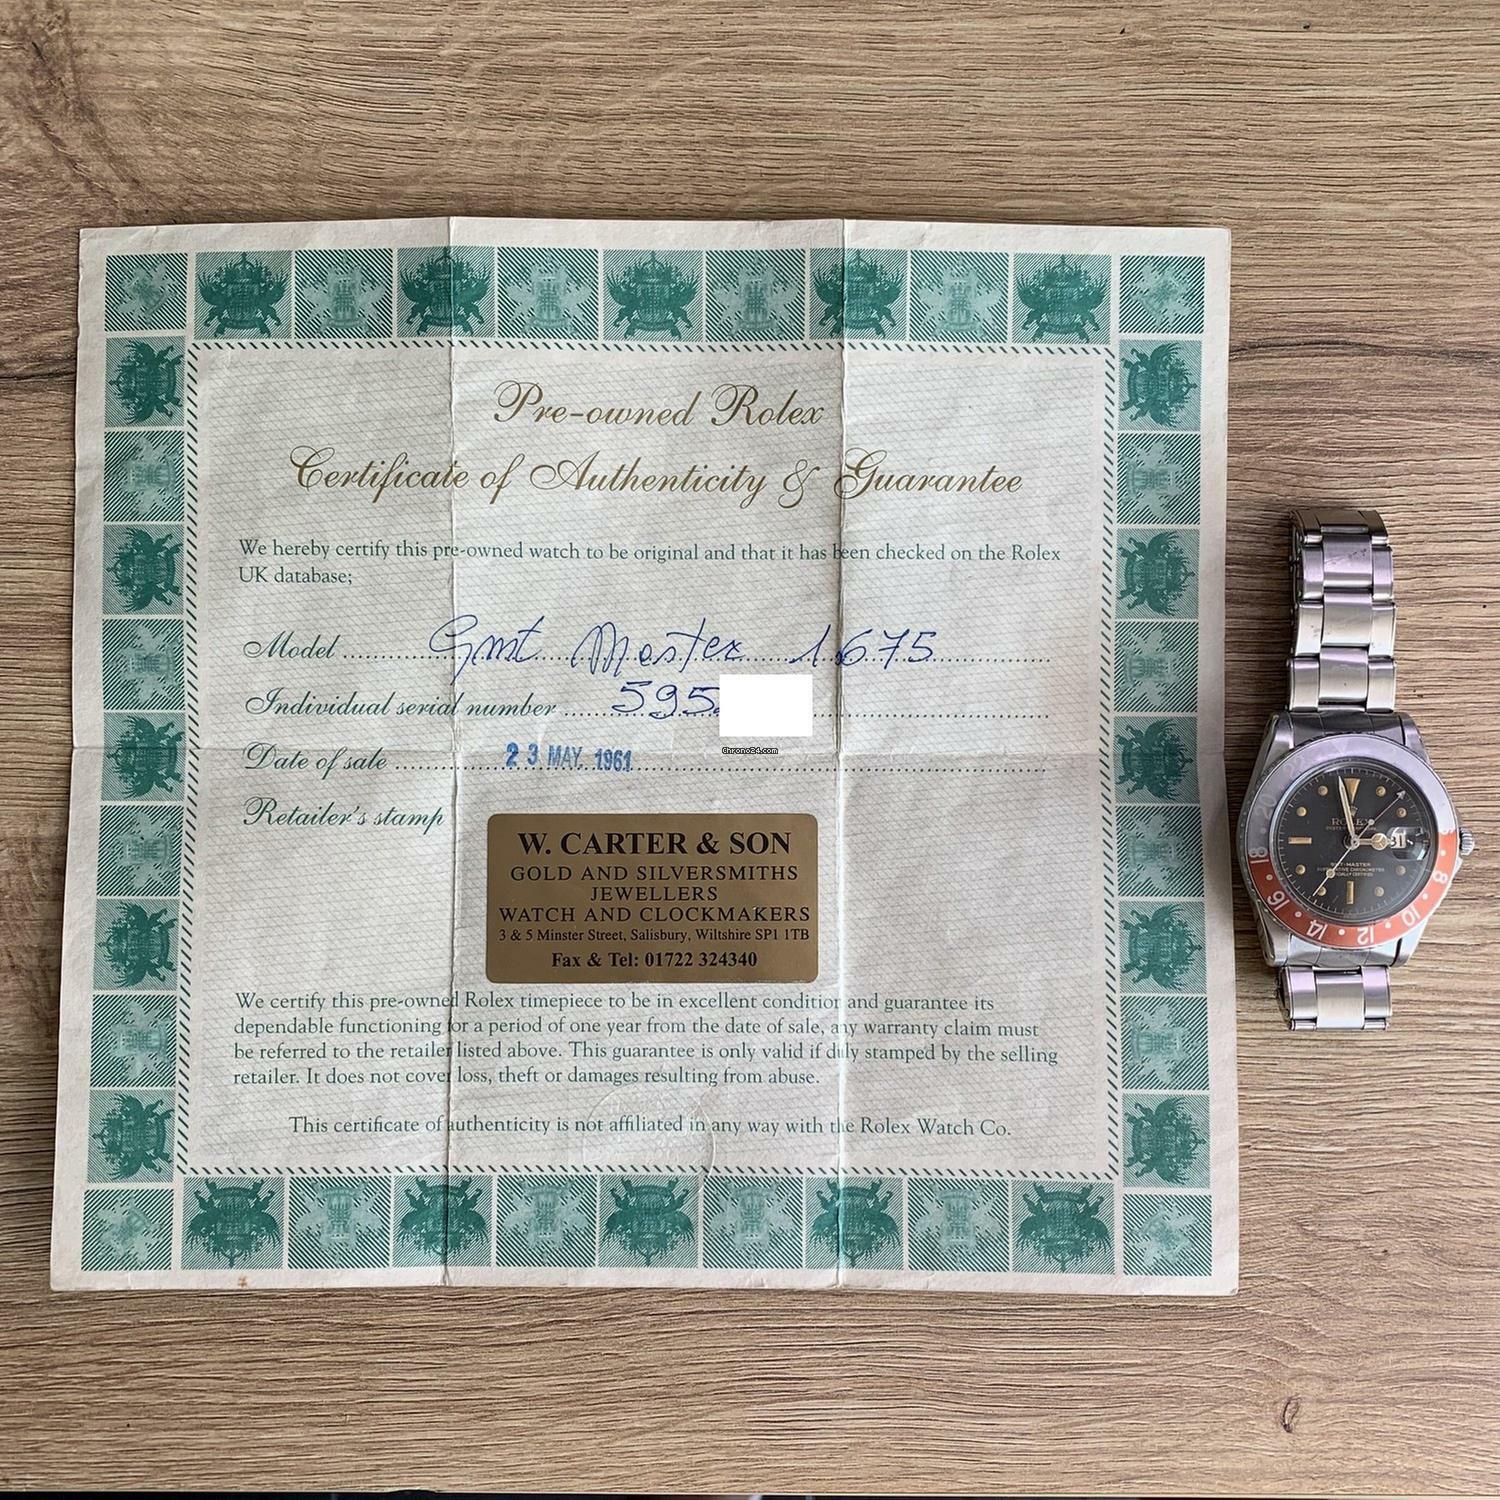 Pre-owned Rolex
Certificate of Authenticity & Guarantee
We hereby certify this pre-owned watch to be original and that it has been checked on the Rolex
UK database;
Model ........ Gmt Master 1675 ........
Individual serial number ........ 595 ........
Date of sale ........ 23 MAY 1961 ........
Chrono24.com
Retailer's stamp
W. CARTER & SON
GOLD AND SILVERSMITHS
JEWELLERS
WATCH AND CLOCKMAKERS
3 & 5 Minster Street, Salisbury, Wiltshire SP1 1TB
Fax & Tel: 01722 324340
We certify this pre-owned Rolex timepiece to be in excellent condition and guarantee its
dependable functioning for a period of one year from the date of sale, any warranty claim must
be referred to the retailer listed above. This guarantee is only valid if duly stamped by the selling
retailer. It does not cover loss, theft or damages resulting from abuse.
This certificate of authenticity is not affiliated in any way with the Rolex Watch Co.
ROLEX
31
GMT-MASTER
8 10 12 14 16 18